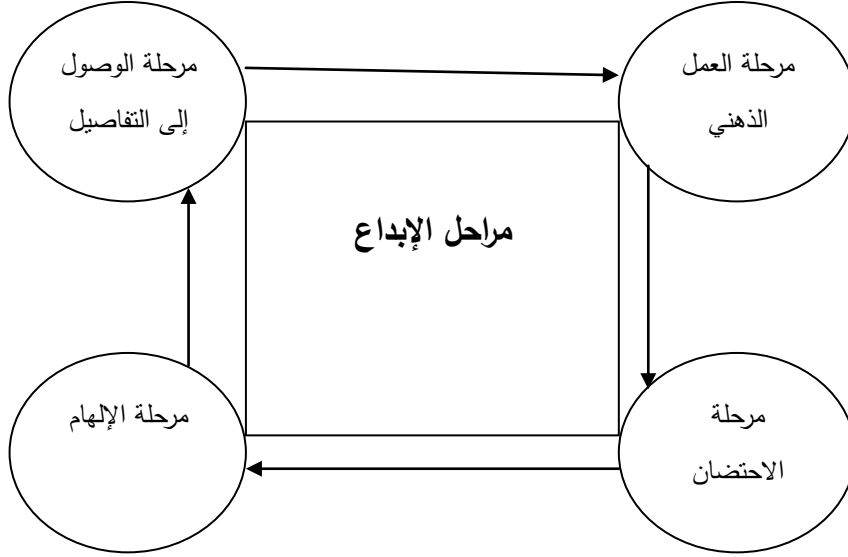 مرحلة العمل
الذهني
مرحلة الوصول
إلى التفاصيل
مراحل الإبداع
مرحلة
الاحتضان
مرحلة الإلهام